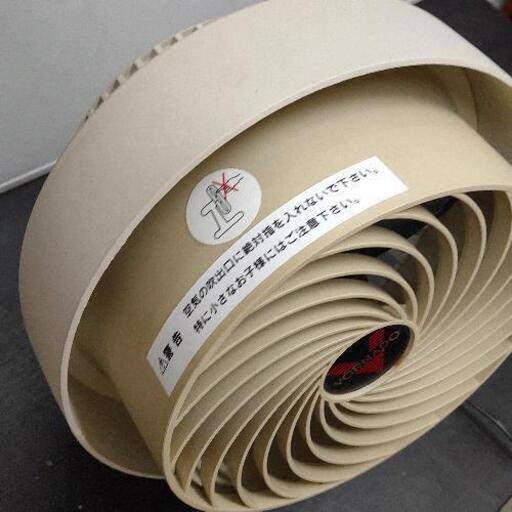 ⚠警告 空気の吹出口に絶対指を入れないで下さい。
特に小さなお子様にはご注意下さい。
VORNADO